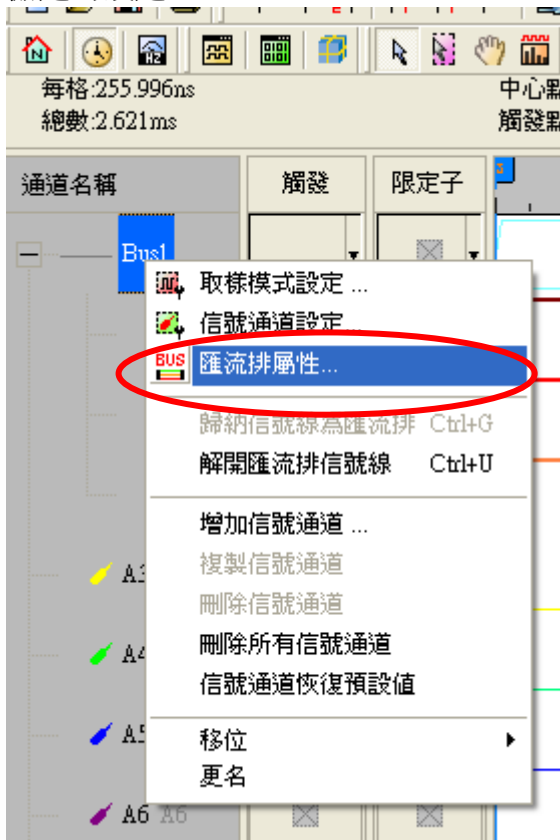 每格:255.996ns
中心
總數:2.621ms
觸發
通道名稱
觸發
限定子
Bus1
取樣模式設定 ...
信號通道設定...
BUS
匯流排屬性...
歸納信號線為匯流排 Ctrl+G
解開匯流排信號線 Ctrl+U
增加信號通道 ...
複製信號通道
刪除信號通道
刪除所有信號通道
信號通道恢復預設值
移位
更名
A3
A4
A5
A6 A6